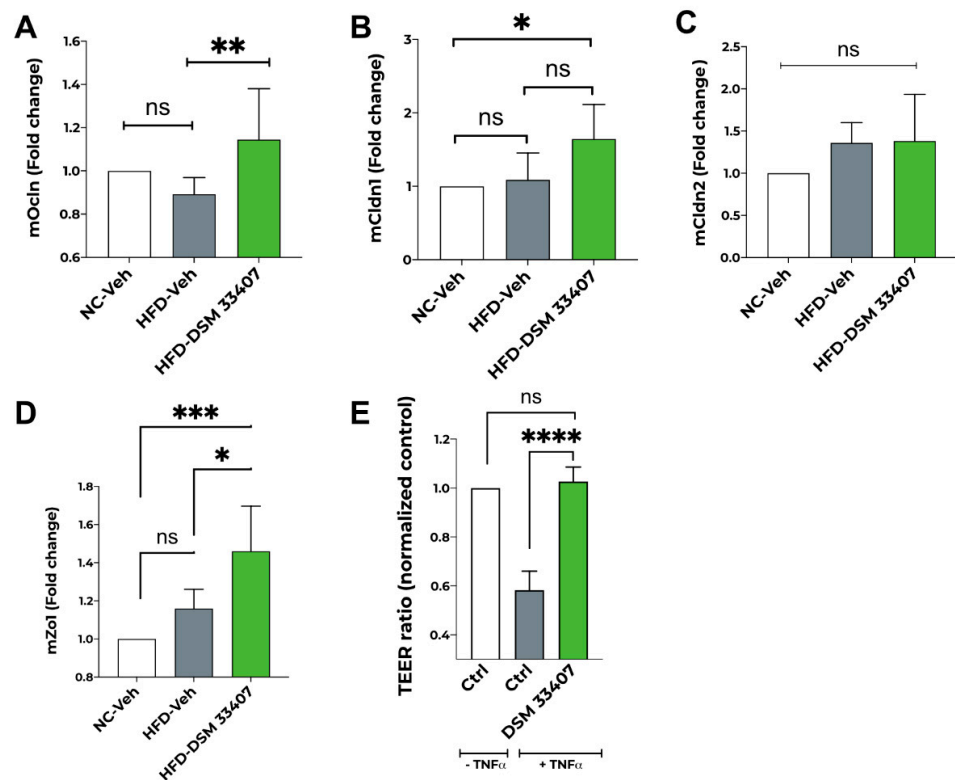 A
mOcln (Fold change)
1.6
1.4
1.2
1.0
0.8
0.6
ns
**
NC-Veh
HFD-Veh
HFD-DSM 33407
B
mCldn1 (Fold change)
3
2
1
0
*
ns
ns
NC-Veh
HFD-Veh
HFD-DSM 33407
C
mCldn2 (Fold change)
2.5
2.0
1.5
1.0
0.5
0.0
ns
NC-Veh
HFD-Veh
HFD-DSM 33407
D
mZo1 (Fold change)
1.8
1.6
1.4
1.2
1.0
0.8
***
*
ns
NC-Veh
HFD-Veh
HFD-DSM 33407
E
TEER ratio (normalized control)
1.2
1.0
0.8
0.6
0.4
ns
****
Ctrl
Ctrl
DSM 33407
- TNFα
+ TNFα